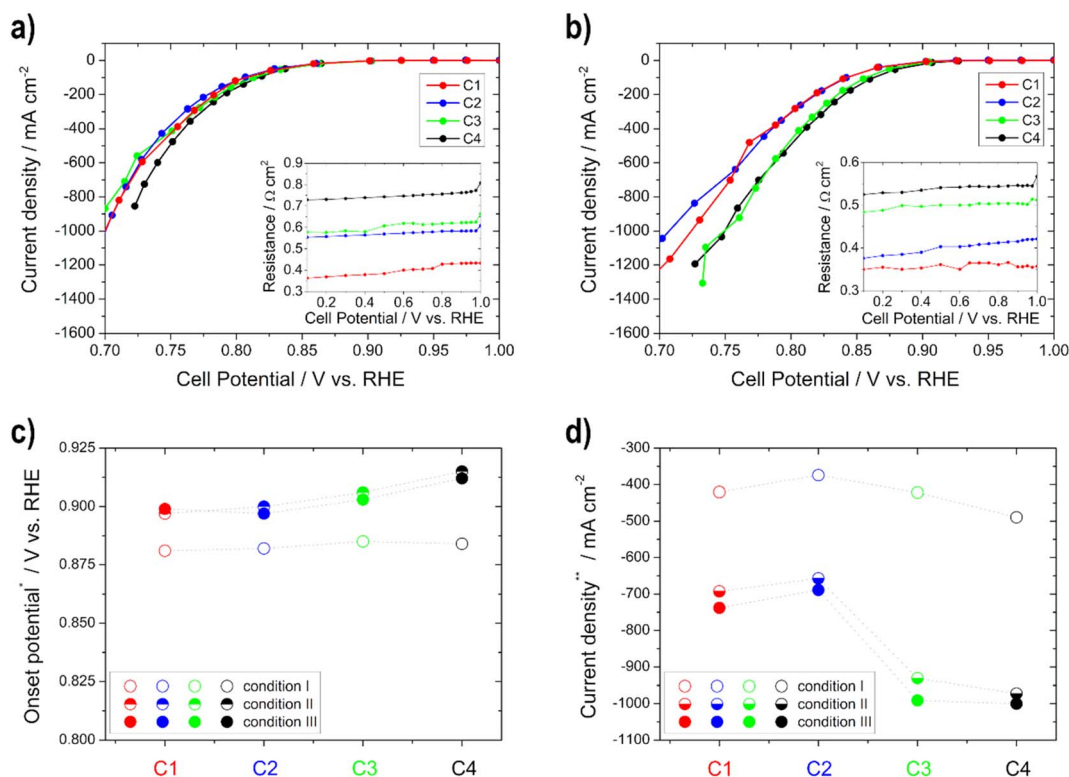 a)
0
-200
-400
-600
-800
-1000
-1200
-1400
-1600
0.70 0.75 0.80 0.85 0.90 0.95 1.00
Current density / mA cm⁻²
Cell Potential / V vs. RHE
C1
C2
C3
C4
0.9
0.8
0.7
0.6
0.5
0.4
0.3
0.2 0.4 0.6 0.8 1.0
Resistance / Ω cm²
Cell Potential / V vs. RHE
b)
0
-200
-400
-600
-800
-1000
-1200
-1400
-1600
0.70 0.75 0.80 0.85 0.90 0.95 1.00
Current density / mA cm⁻²
Cell Potential / V vs. RHE
C1
C2
C3
C4
0.6
0.5
0.4
0.3
0.2 0.4 0.6 0.8 1.0
Resistance / Ω cm²
Cell Potential / V vs. RHE
c)
0.925
0.900
0.875
0.850
0.825
0.800
Onset potential* / V vs. RHE
condition I
condition II
condition III
C1 C2 C3 C4
d)
-300
-400
-500
-600
-700
-800
-900
-1000
-1100
Current density** / mA cm⁻²
condition I
condition II
condition III
C1 C2 C3 C4